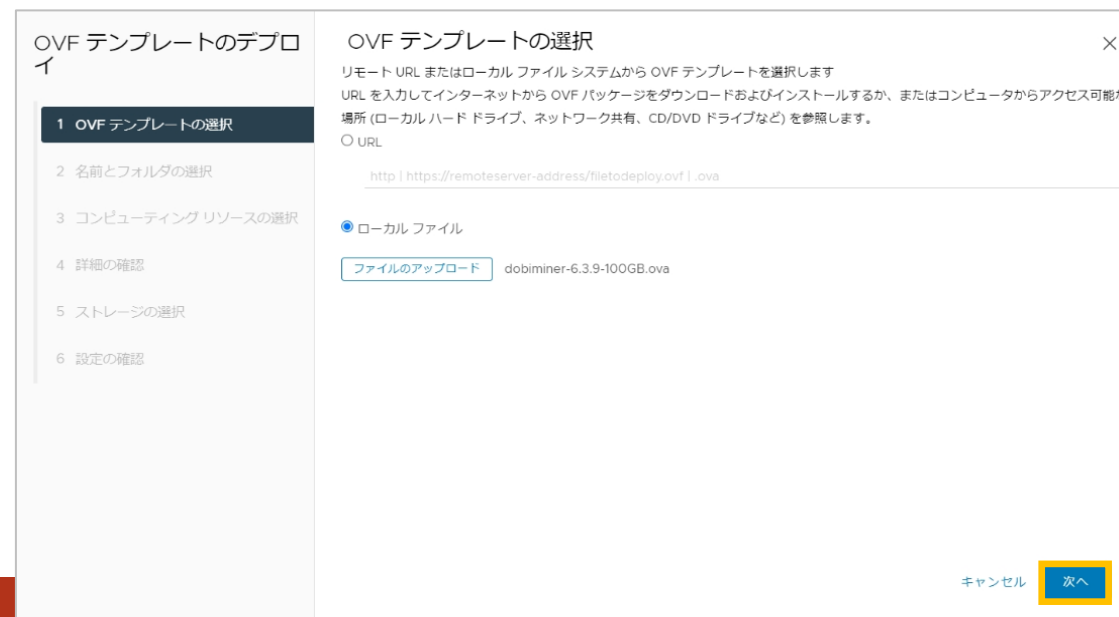 OVF テンプレートのデプロ
イ
1 OVF テンプレートの選択
2 名前とフォルダの選択
3 コンピューティング リソースの選択
4 詳細の確認
5 ストレージの選択
6 設定の確認
OVF テンプレートの選択
リモート URL またはローカル ファイル システムから OVF テンプレートを選択します
URL を入力してインターネットから OVF パッケージをダウンロードおよびインストールするか、またはコンピュータからアクセス可能な
場所 (ローカル ハード ドライブ、ネットワーク共有、CD/DVD ドライブなど) を参照します。
URL
http | https://remoteserver-address/filetodeploy.ovf | .ova
ローカル ファイル
ファイルのアップロード dobiminer-6.3.9-100GB.ova
キャンセル 次へ